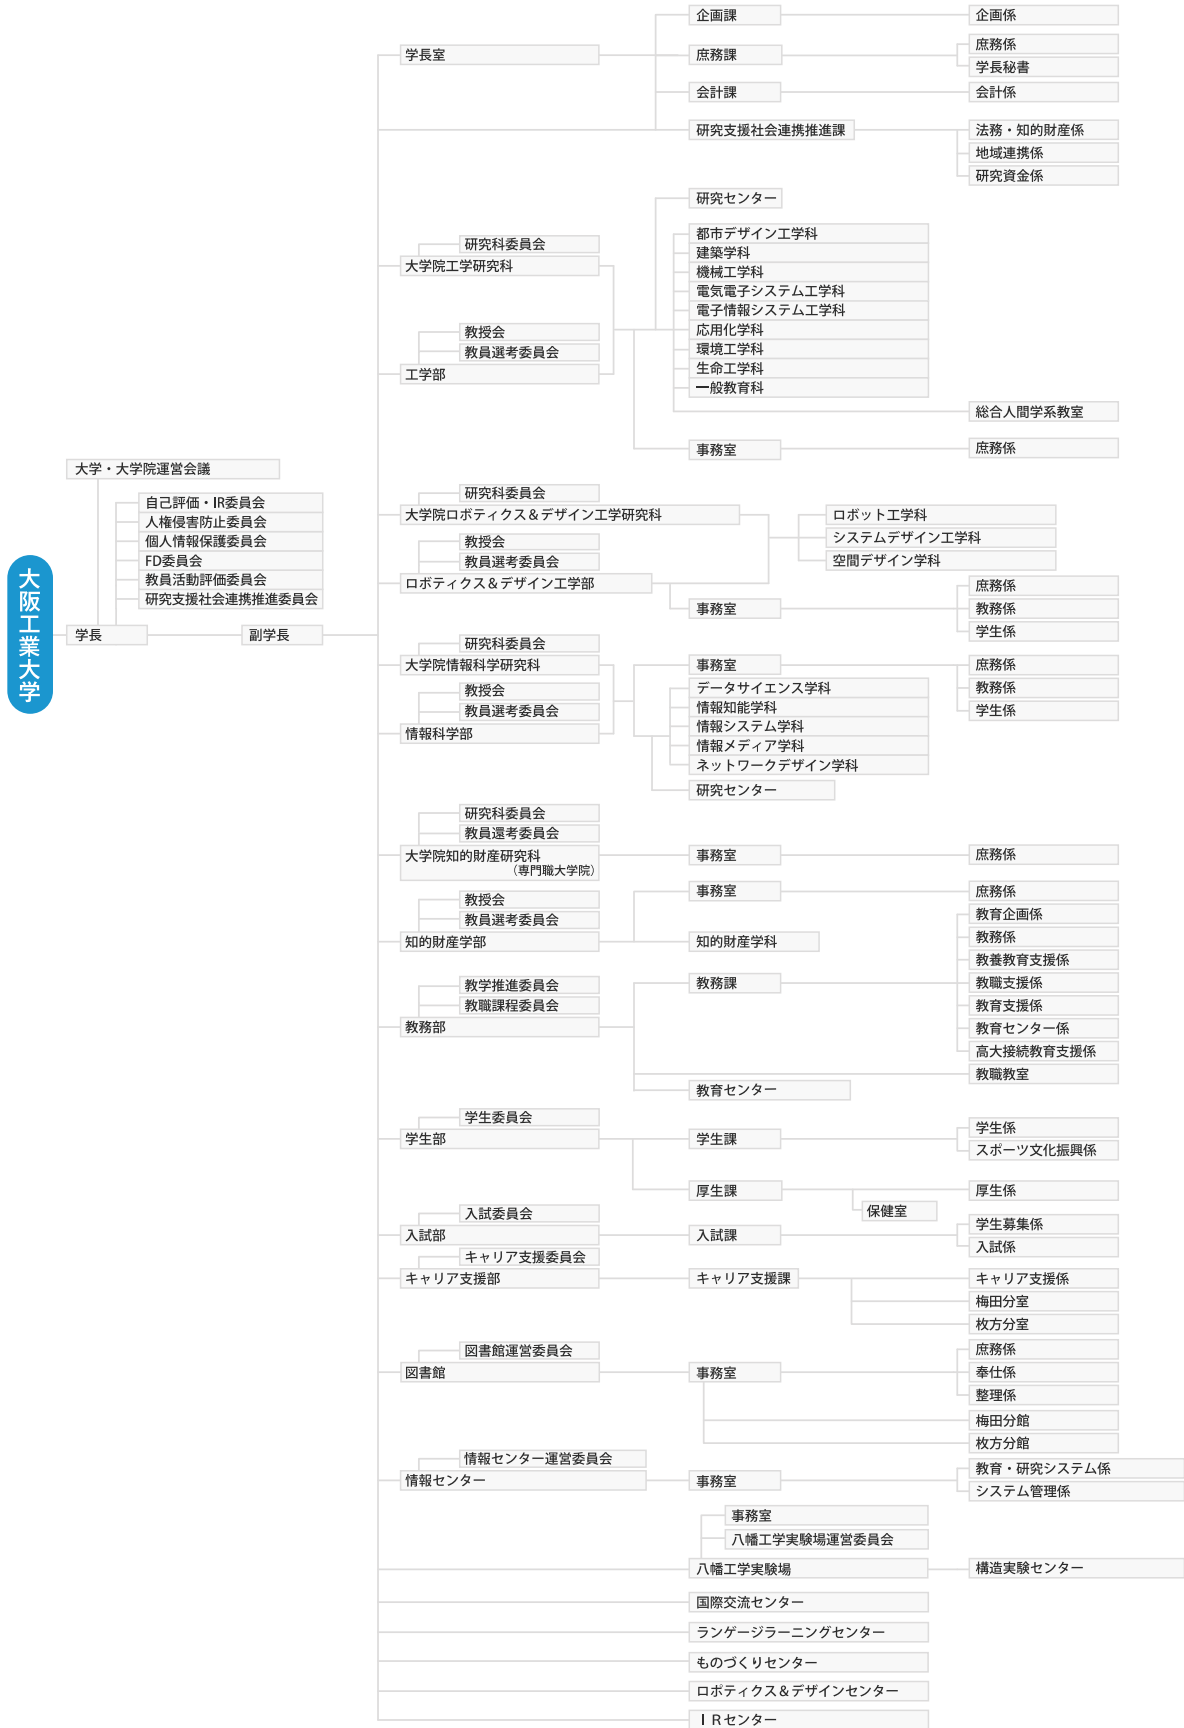 大阪工業大学
大学・大学院運営会議
自己評価・IR委員会
人権侵害防止委員会
個人情報保護委員会
FD委員会
教員活動評価委員会
研究支援社会連携推進委員会
学長
副学長
学長室
企画課
企画係
庶務課
庶務係
学長秘書
会計課
会計係
研究支援社会連携推進課
法務・知的財産係
地域連携係
研究資金係
研究科委員会
大学院工学研究科
教授会
教員選考委員会
工学部
研究センター
都市デザイン工学科
建築学科
機械工学科
電気電子システム工学科
電子情報システム工学科
応用化学科
環境工学科
生命工学科
一般教育科
総合人間学系教室
事務室
庶務係
研究科委員会
大学院ロボティクス＆デザイン工学研究科
教授会
教員選考委員会
ロボティクス＆デザイン工学部
ロボット工学科
システムデザイン工学科
空間デザイン学科
事務室
庶務係
教務係
学生係
研究科委員会
大学院情報科学研究科
教授会
教員選考委員会
情報科学部
事務室
庶務係
教務係
学生係
データサイエンス学科
情報知能学科
情報システム学科
情報メディア学科
ネットワークデザイン学科
研究センター
研究科委員会
教員還考委員会
大学院知的財産研究科
（専門職大学院）
事務室
庶務係
教授会
教員選考委員会
知的財産学部
事務室
庶務係
知的財産学科
教学推進委員会
教職課程委員会
教務部
教務課
教育企画係
教務係
教養教育支援係
教職支援係
教育支援係
教育センター係
高大接続教育支援係
教職教室
教育センター
学生委員会
学生部
学生課
学生係
スポーツ文化振興係
厚生課
厚生係
保健室
入試委員会
入試部
入試課
学生募集係
入試係
キャリア支援委員会
キャリア支援部
キャリア支援課
キャリア支援係
梅田分室
枚方分室
図書館運営委員会
図書館
事務室
庶務係
奉仕係
整理係
梅田分館
枚方分館
情報センター運営委員会
情報センター
事務室
教育・研究システム係
システム管理係
事務室
八幡工学実験場運営委員会
八幡工学実験場
構造実験センター
国際交流センター
ランゲージラーニングセンター
ものづくりセンター
ロボティクス＆デザインセンター
ＩＲセンター